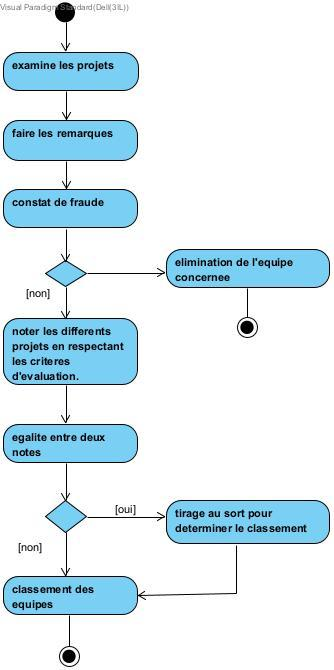 Visual Paradigm Standard(Dell(3IL))
examine les projets
faire les remarques
constat de fraude
elimination de l'equipe
concernee
[non]
noter les differents
projets en respectant
les criteres
d'evaluation.
egalite entre deux
notes
[oui]
tirage au sort pour
determiner le classement
[non]
classement des
equipes